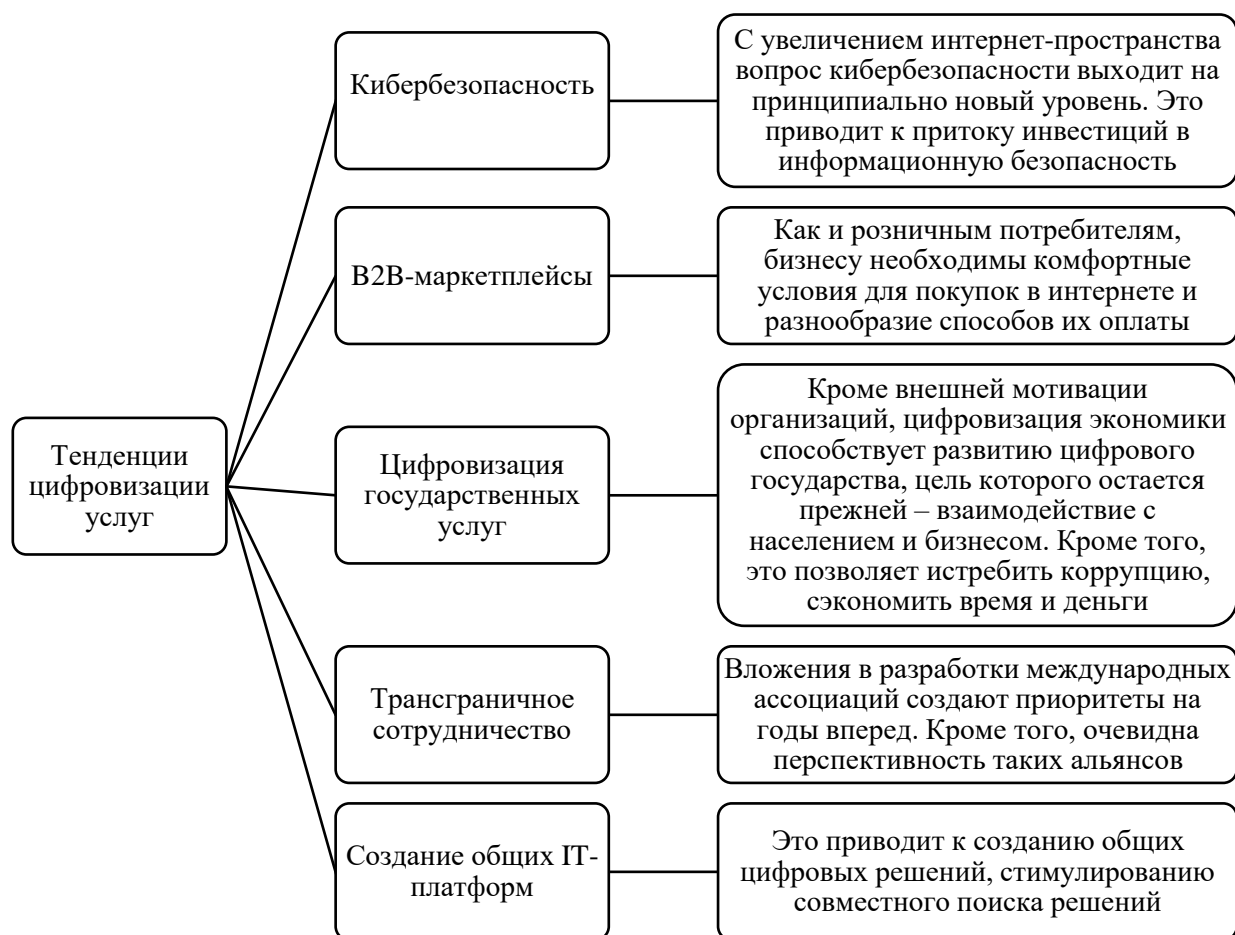 Тенденции
цифровизации
услуг
Кибербезопасность
С увеличением интернет-пространства
вопрос кибербезопасности выходит на
принципиально новый уровень. Это
приводит к притоку инвестиций в
информационную безопасность
B2B-маркетплейсы
Как и розничным потребителям,
бизнесу необходимы комфортные
условия для покупок в интернете и
разнообразие способов их оплаты
Цифровизация
государственных
услуг
Кроме внешней мотивации
организаций, цифровизация экономики
способствует развитию цифрового
государства, цель которого остается
прежней – взаимодействие с
населением и бизнесом. Кроме того,
это позволяет истребить коррупцию,
сэкономить время и деньги
Трансграничное
сотрудничество
Вложения в разработки международных
ассоциаций создают приоритеты на
годы вперед. Кроме того, очевидна
перспективность таких альянсов
Создание общих IT-
платформ
Это приводит к созданию общих
цифровых решений, стимулированию
совместного поиска решений